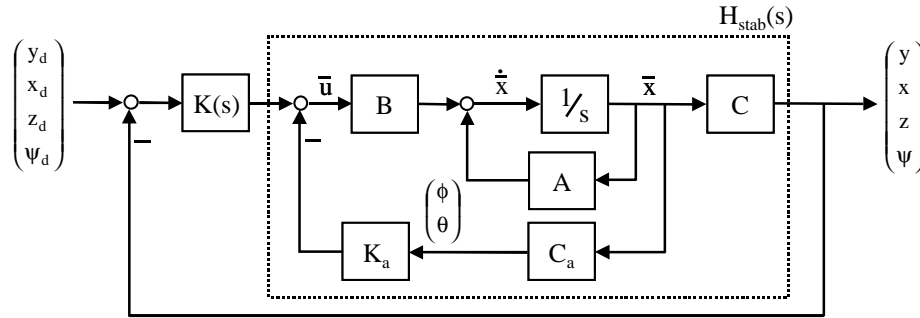 H_stab(s)
y_d
x_d
z_d
ψ_d
K(s)
ū
B
ẋ̄
1/s
x̄
C
y
x
z
ψ
−
−
A
ϕ
θ
K_a
C_a